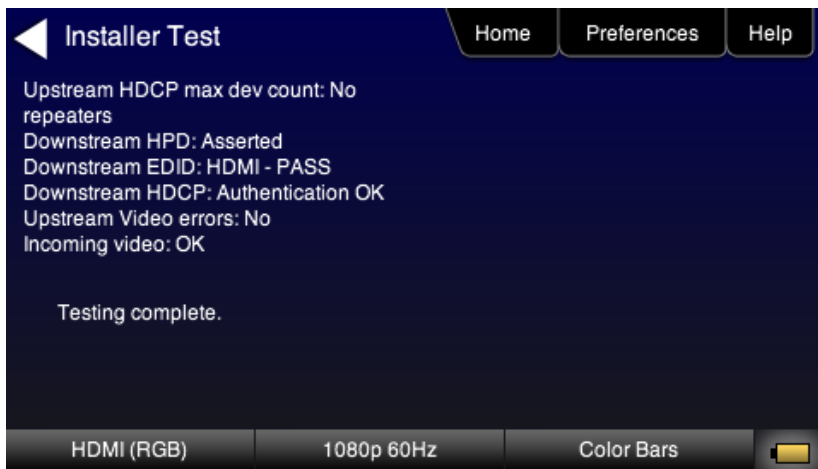 Installer Test
Home
Preferences
Help
Upstream HDCP max dev count: No
repeaters
Downstream HPD: Asserted
Downstream EDID: HDMI - PASS
Downstream HDCP: Authentication OK
Upstream Video errors: No
Incoming video: OK
Testing complete.
HDMI (RGB)
1080p 60Hz
Color Bars